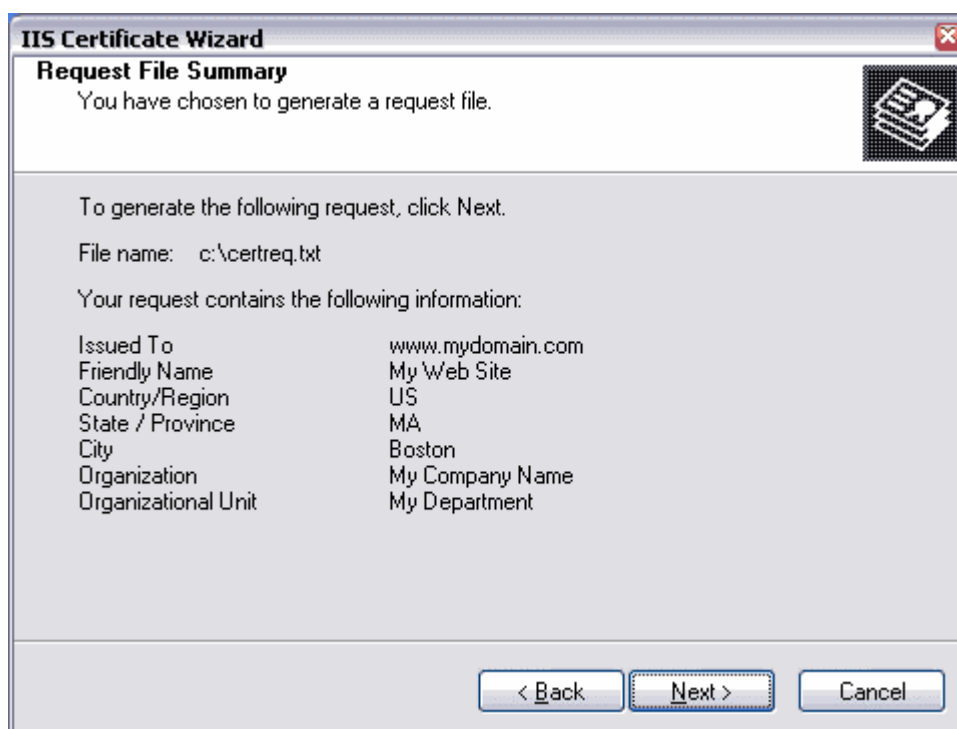 IIS Certificate Wizard
Request File Summary
You have chosen to generate a request file.
To generate the following request, click Next.
File name: c:\certreq.txt
Your request contains the following information:
Issued To www.mydomain.com
Friendly Name My Web Site
Country/Region US
State / Province MA
City Boston
Organization My Company Name
Organizational Unit My Department
< Back Next > Cancel